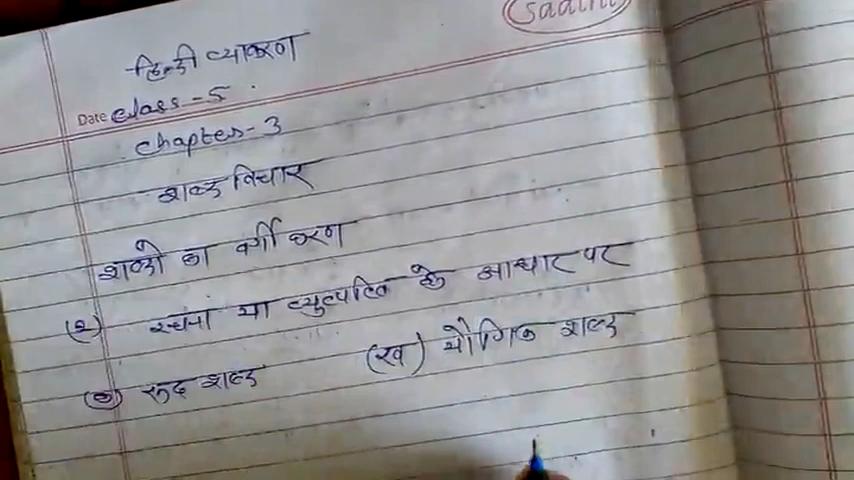 Saathi
हिन्दी व्याकरण
Date Class - 5
Chapter - 3
शब्द विचार
शब्दों का वर्गीकरण
(2) रचना या व्युत्पत्ति के आधार पर
(क) रूढ शब्द (ख) यौगिक शब्द